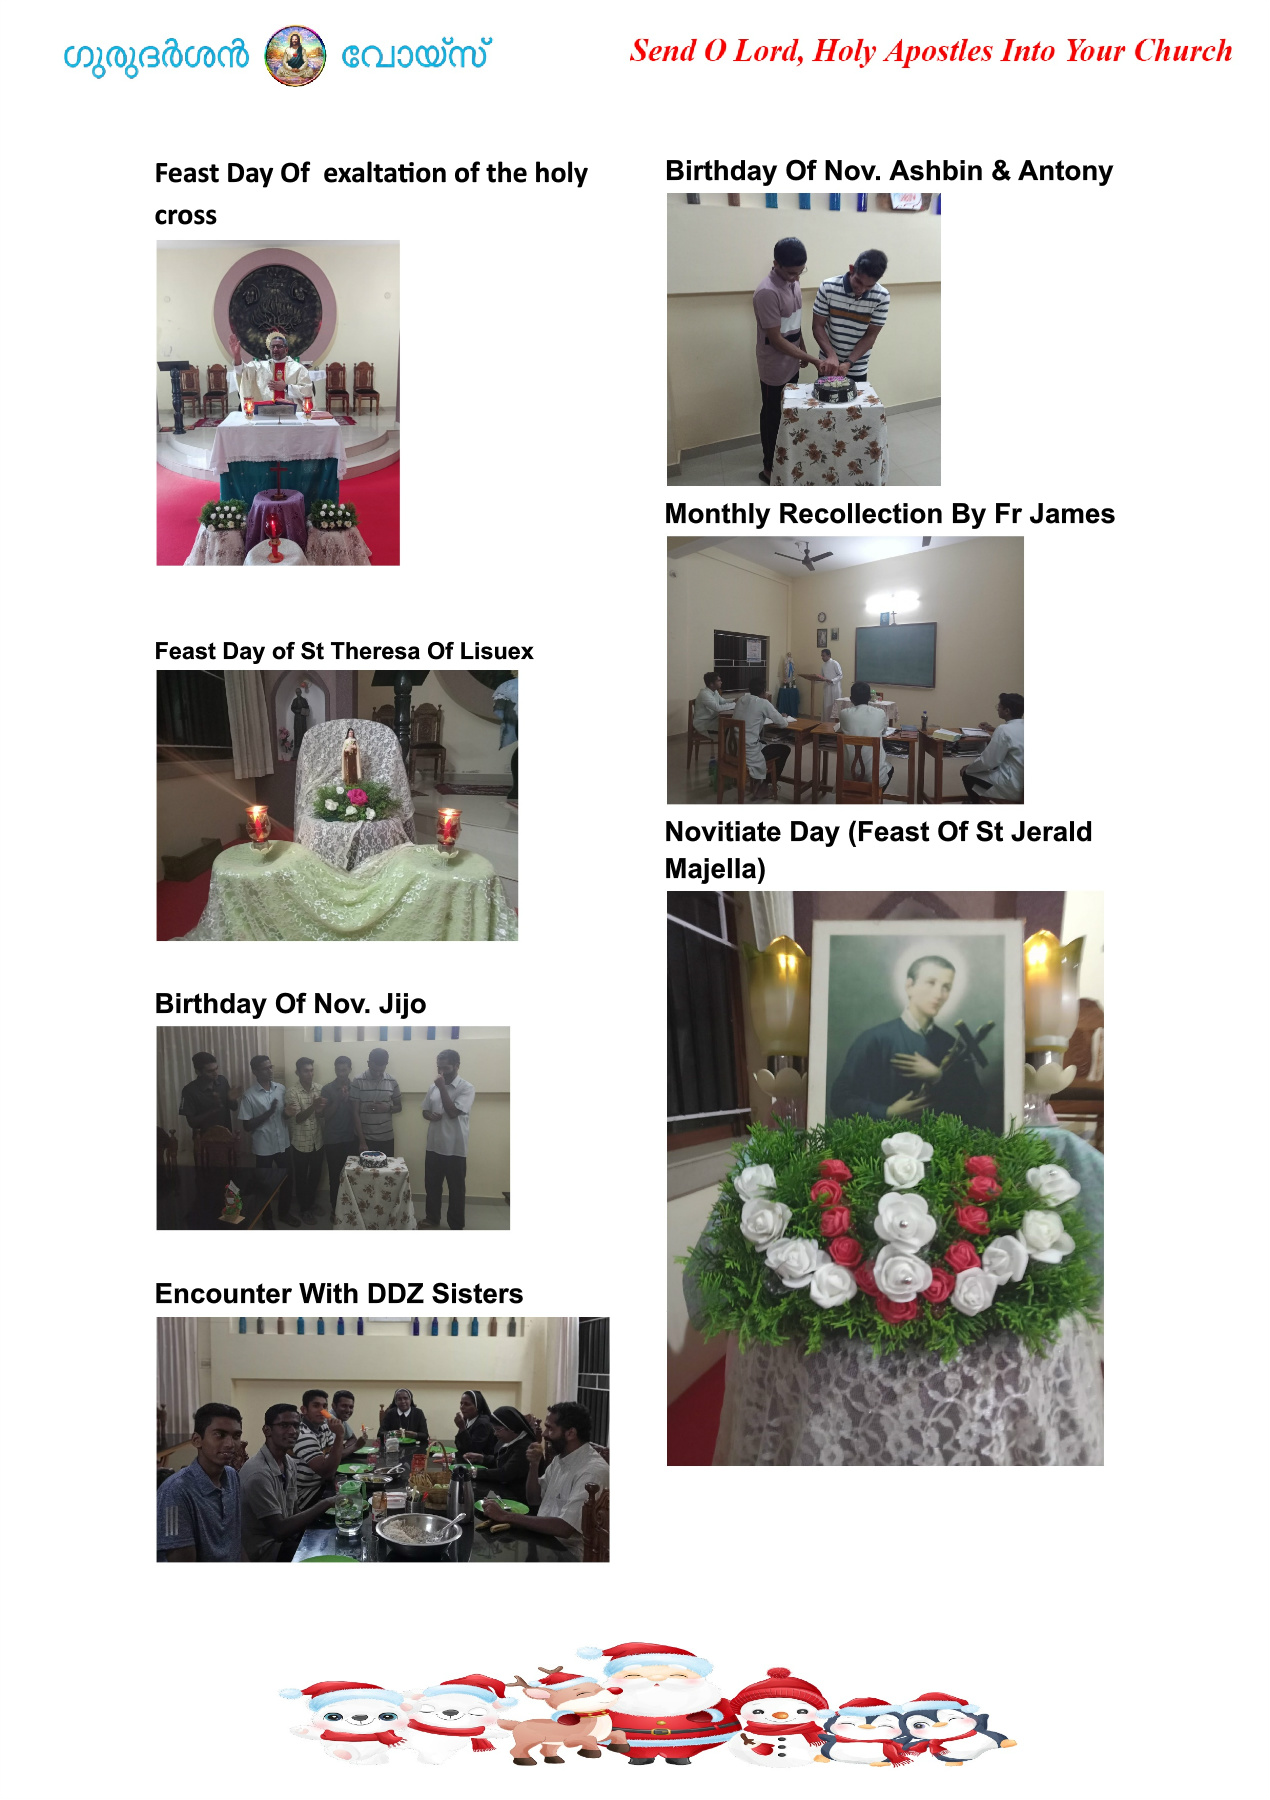 ഗുരുദർശൻ വോയ്സ്
Send O Lord, Holy Apostles Into Your Church
Feast Day Of  exaltation of the holy
cross
Feast Day of St Theresa Of Lisuex
Birthday Of Nov. Jijo
Encounter With DDZ Sisters
Birthday Of Nov. Ashbin & Antony
Monthly Recollection By Fr James
Novitiate Day (Feast Of St Jerald
Majella)